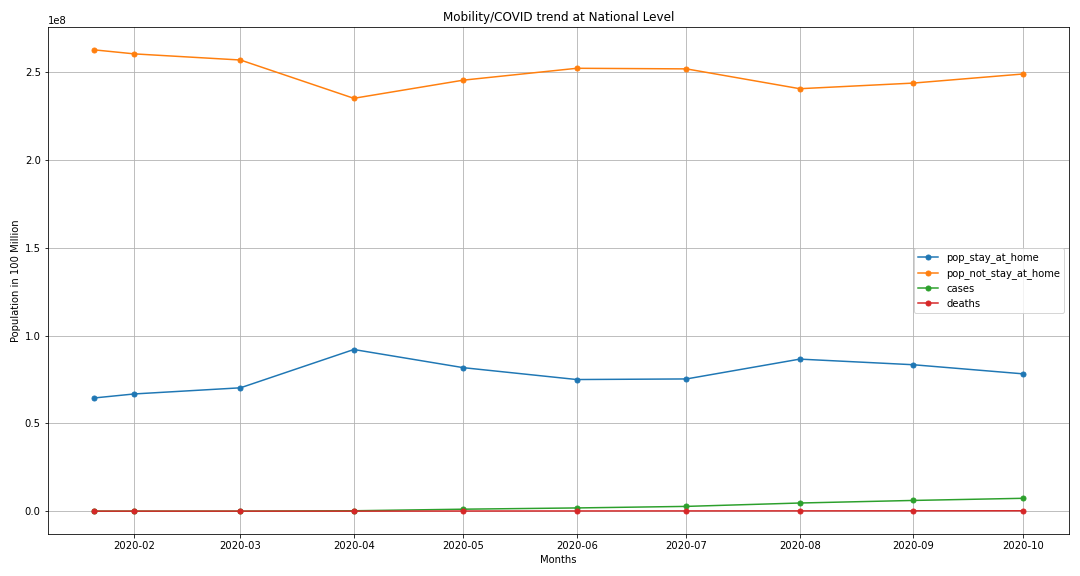 Mobility/COVID trend at National Level
1e8
Population in 100 Million
2.5
2.0
1.5
1.0
0.5
0.0
pop_stay_at_home
pop_not_stay_at_home
cases
deaths
2020-02 2020-03 2020-04 2020-05 2020-06 2020-07 2020-08 2020-09 2020-10
Months